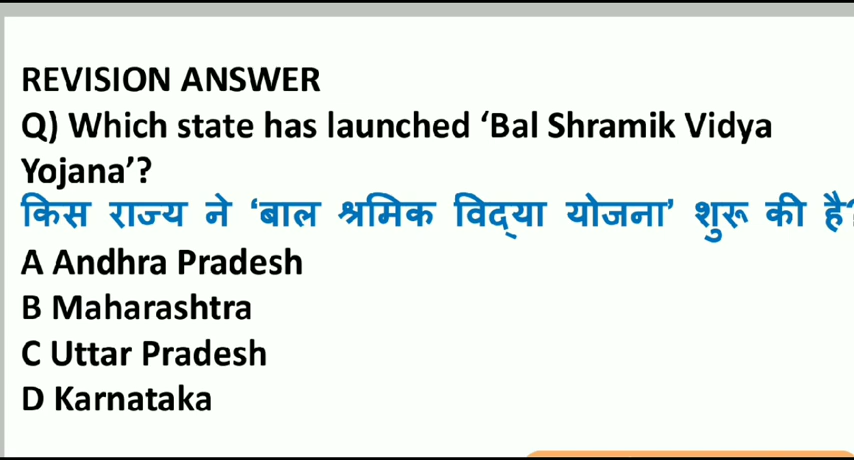 REVISION ANSWER
Q) Which state has launched ‘Bal Shramik Vidya
Yojana’?
किस राज्य ने ‘बाल श्रमिक विद्‌या योजना’ शुरू की है?
A Andhra Pradesh
B Maharashtra
C Uttar Pradesh
D Karnataka